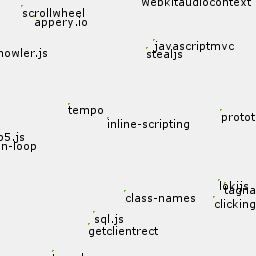 webkitaudiocontext
scrollwheel
appery.io
howler.js
javascriptmvc
stealjs
tempo
protot
inline-scripting
p5.js
n-loop
lokijs
tagna
class-names
clicking
sql.js
getclientrect